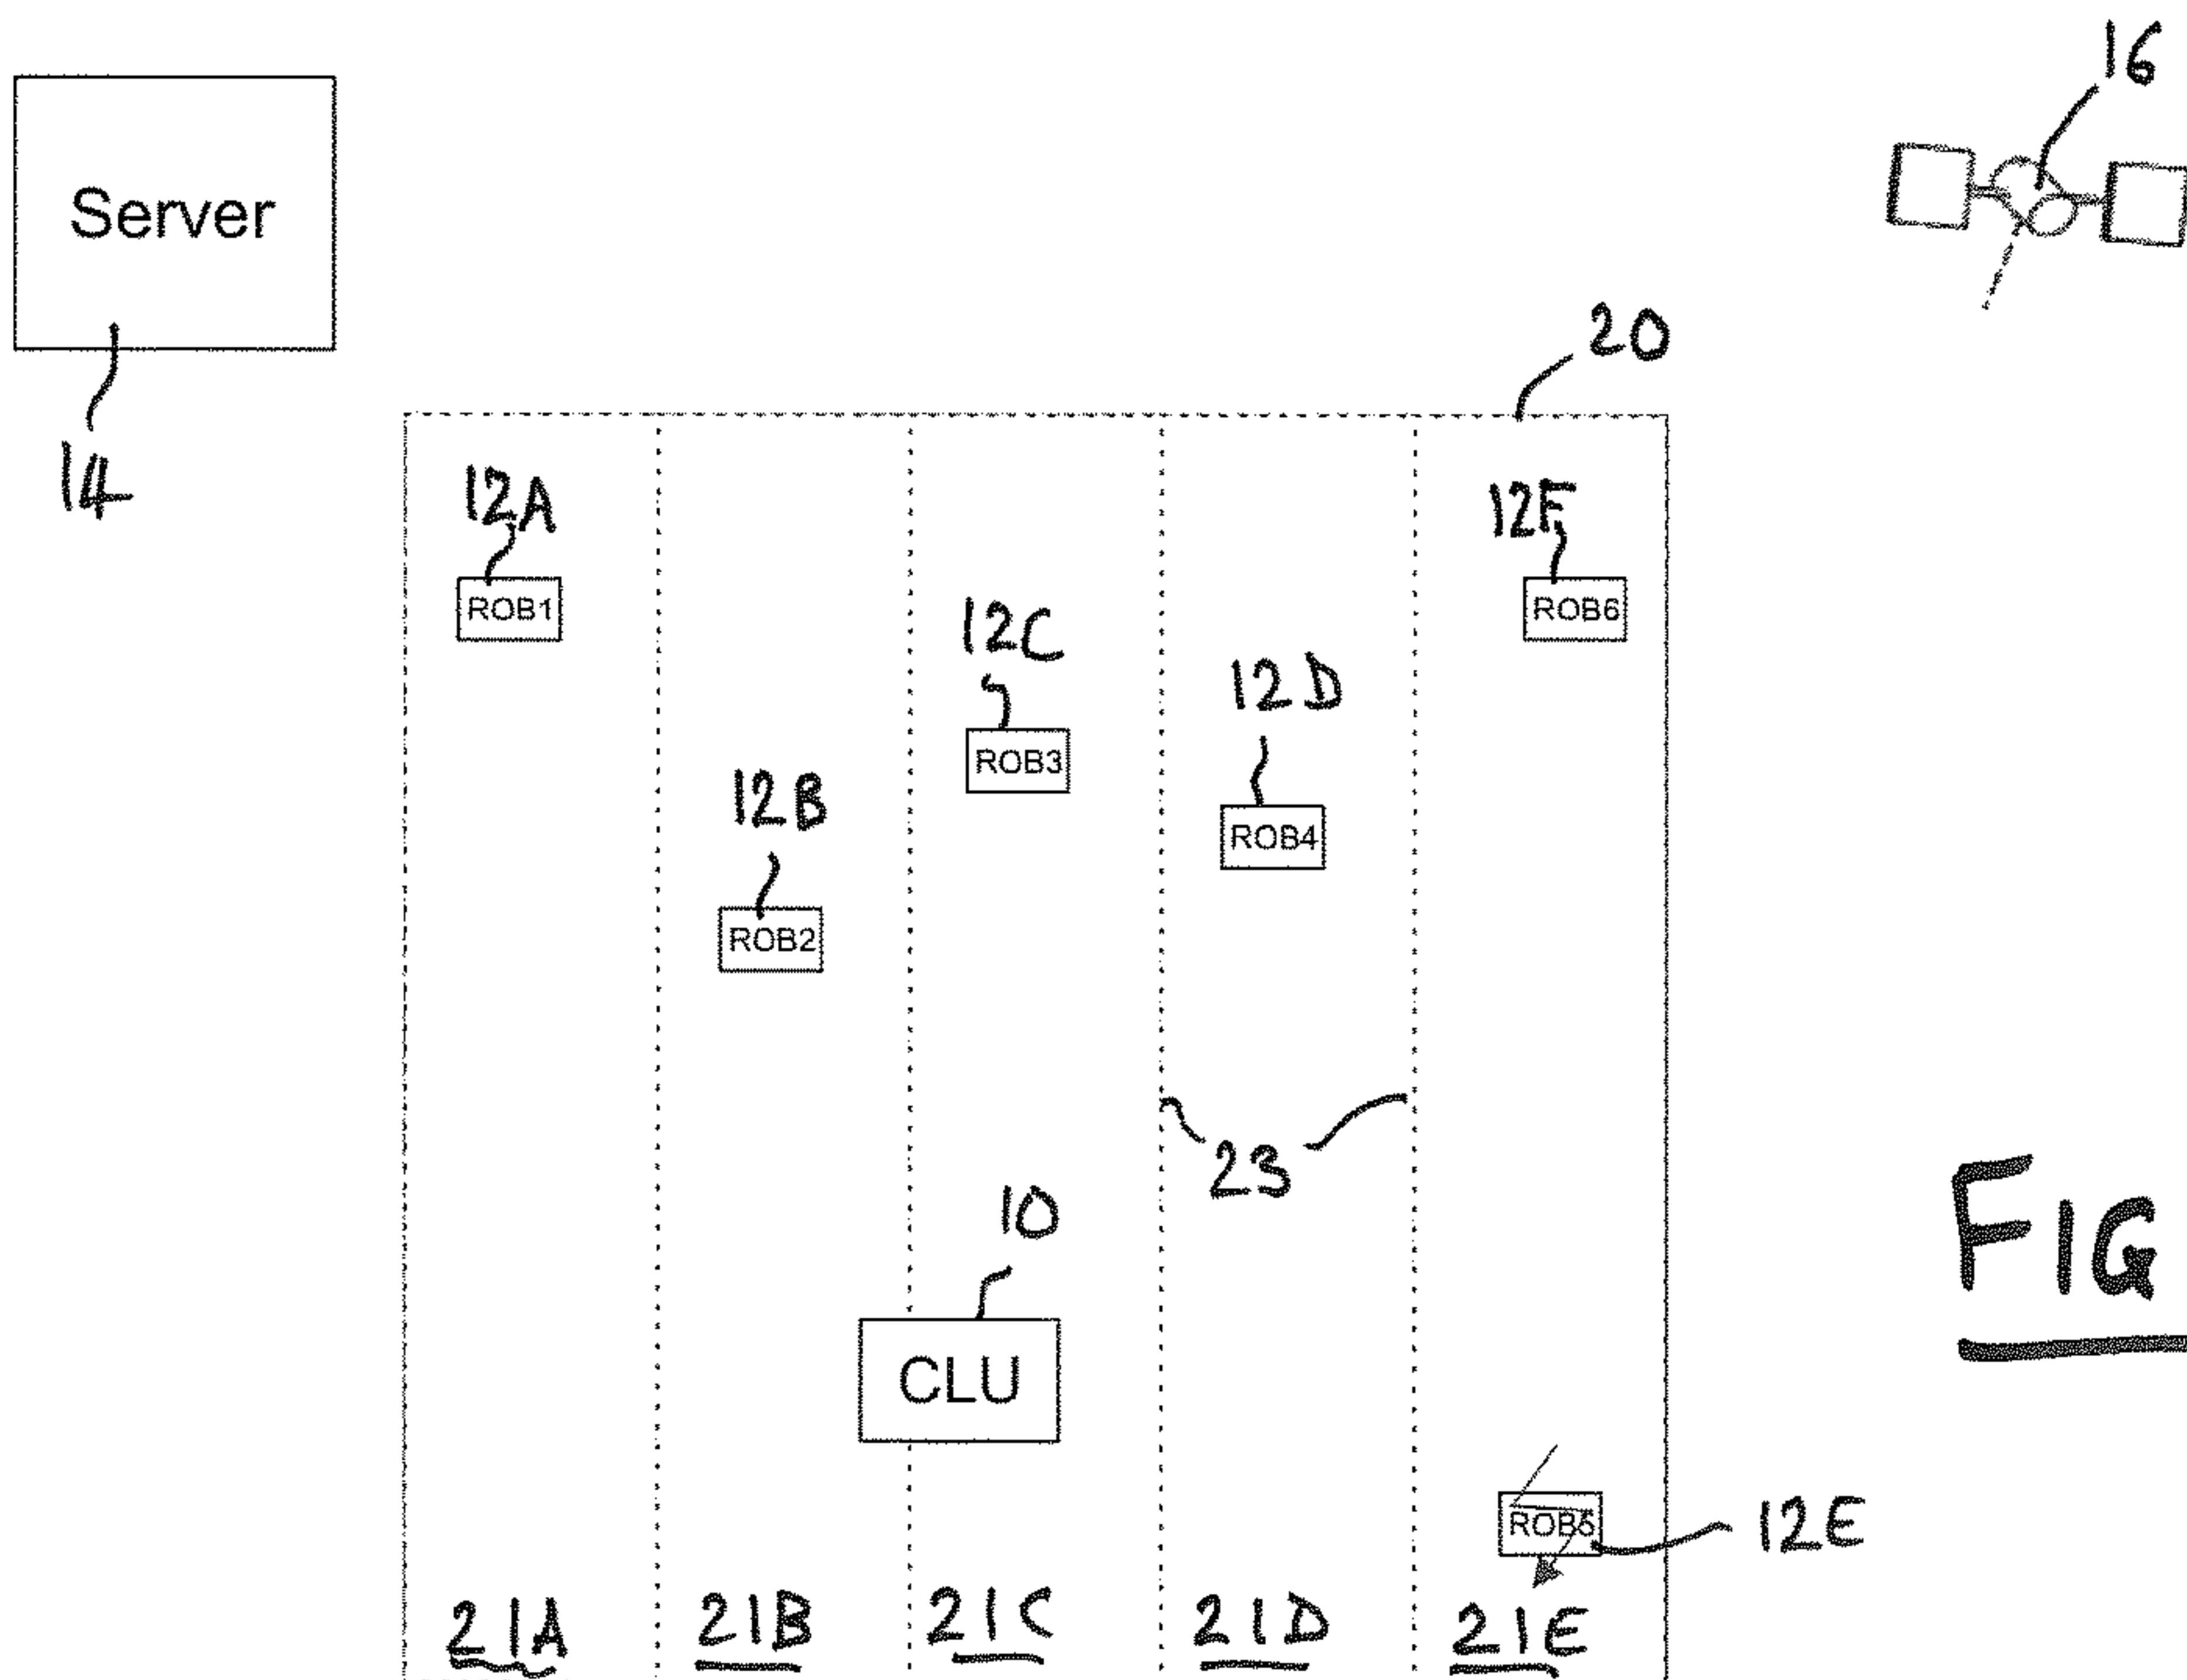 16
Server
20
14
12A
12F
ROB1
ROB6
12C
12D
ROB3
12B
ROB4
ROB2
23
10
FIG
CLU
ROB5
12E
21A
21B
21C
21D
21E